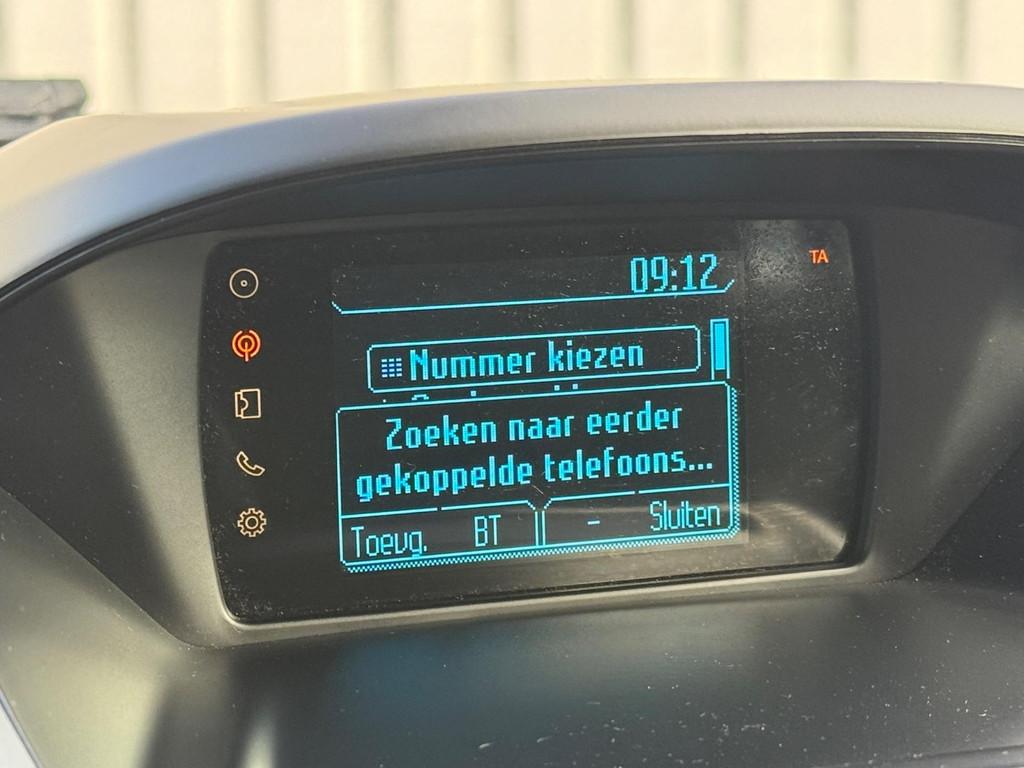 09:12
TA
Nummer kiezen
Zoeken naar eerder
gekoppelde telefoons...
Toevg. BT - Sluiten